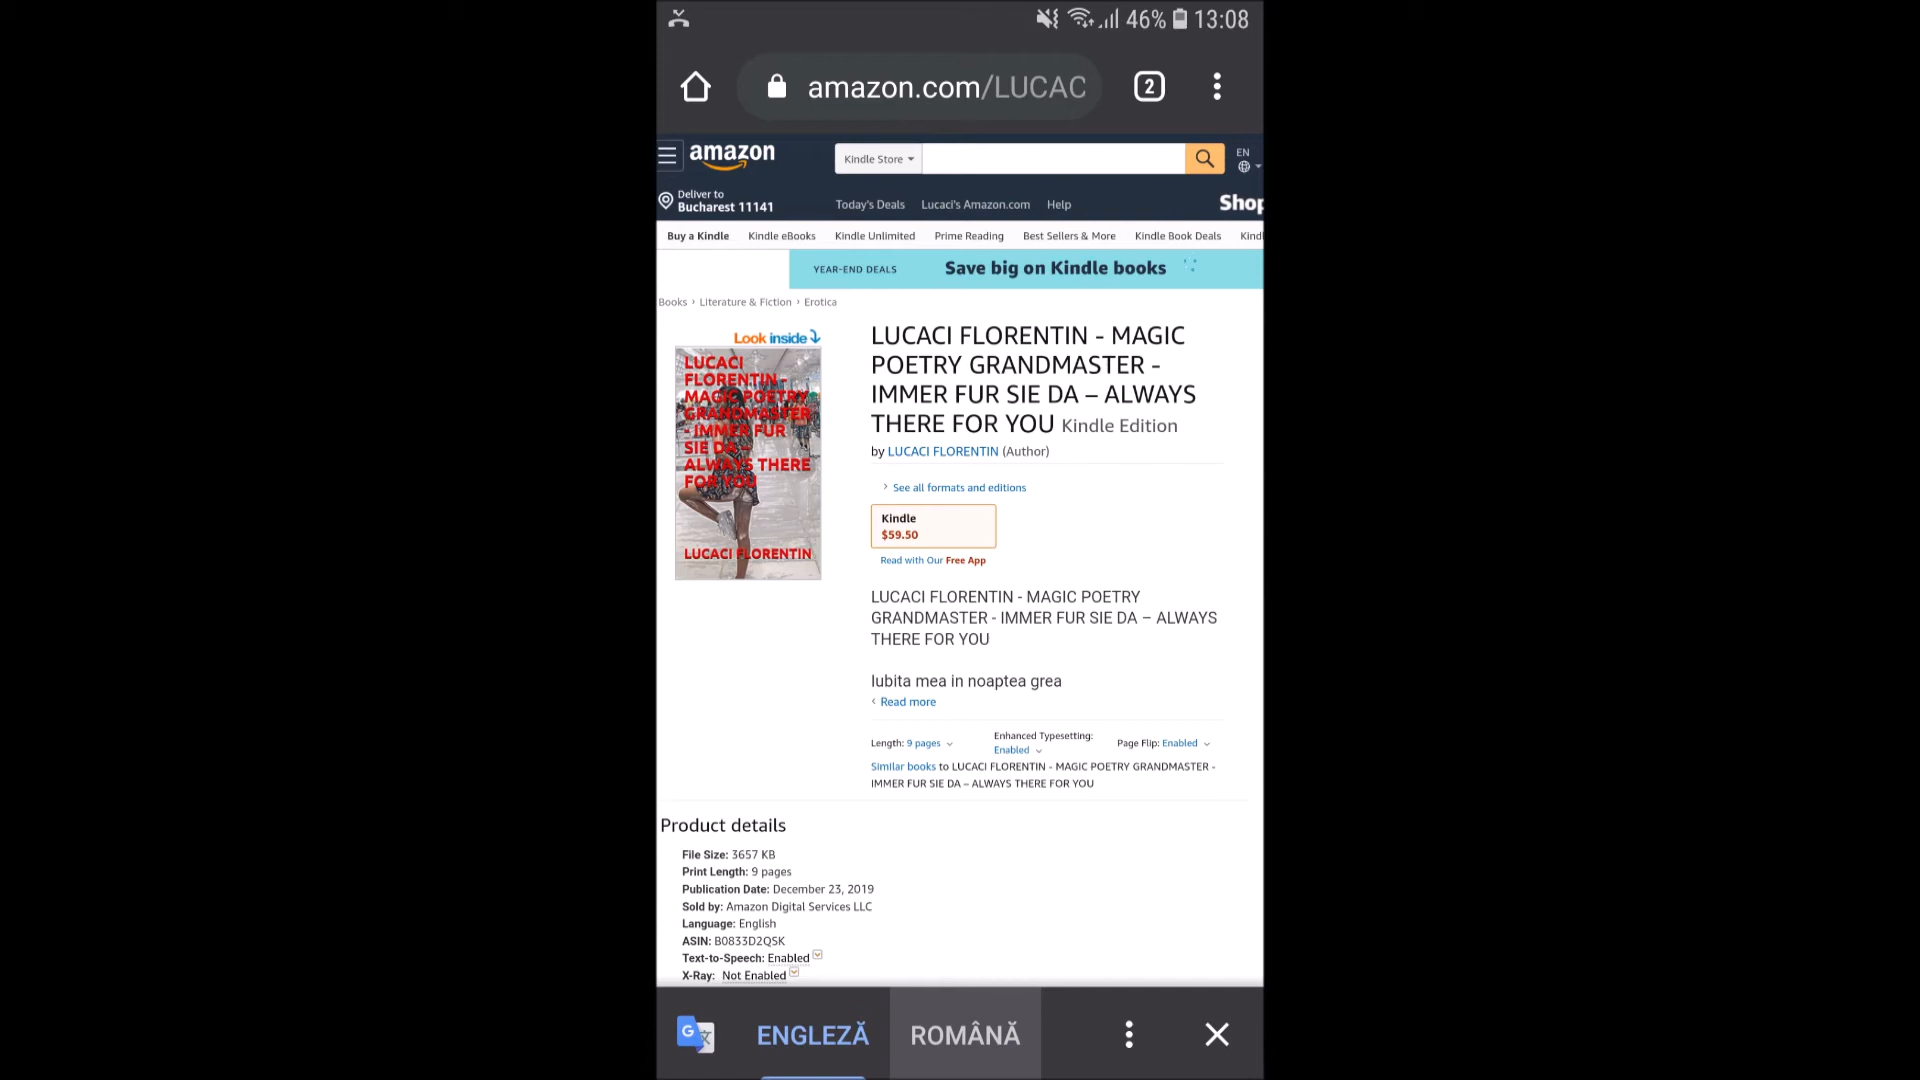 46% 13:08
amazon.com/LUCAC
2
amazon
Kindle Store
EN
Deliver to
Bucharest 11141
Today's Deals Lucaci's Amazon.com Help
Shop
Buy a Kindle Kindle eBooks Kindle Unlimited Prime Reading Best Sellers & More Kindle Book Deals Kindl
YEAR-END DEALS Save big on Kindle books
Books › Literature & Fiction › Erotica
Look inside
LUCACI
FLORENTIN -
MAGIC POETRY
GRANDMASTER
- IMMER FUR
SIE DA –
ALWAYS THERE
FOR YOU
LUCACI FLORENTIN
LUCACI FLORENTIN - MAGIC
POETRY GRANDMASTER -
IMMER FUR SIE DA – ALWAYS
THERE FOR YOU Kindle Edition
by LUCACI FLORENTIN (Author)
› See all formats and editions
Kindle
$59.50
Read with Our Free App
LUCACI FLORENTIN - MAGIC POETRY
GRANDMASTER - IMMER FUR SIE DA – ALWAYS
THERE FOR YOU
Iubita mea in noaptea grea
‹ Read more
Length: 9 pages
Enhanced Typesetting:
Enabled
Page Flip: Enabled
Similar books to LUCACI FLORENTIN - MAGIC POETRY GRANDMASTER -
IMMER FUR SIE DA – ALWAYS THERE FOR YOU
Product details
File Size: 3657 KB
Print Length: 9 pages
Publication Date: December 23, 2019
Sold by: Amazon Digital Services LLC
Language: English
ASIN: B0833D2QSK
Text-to-Speech: Enabled
X-Ray: Not Enabled
G
ENGLEZĂ ROMÂNĂ